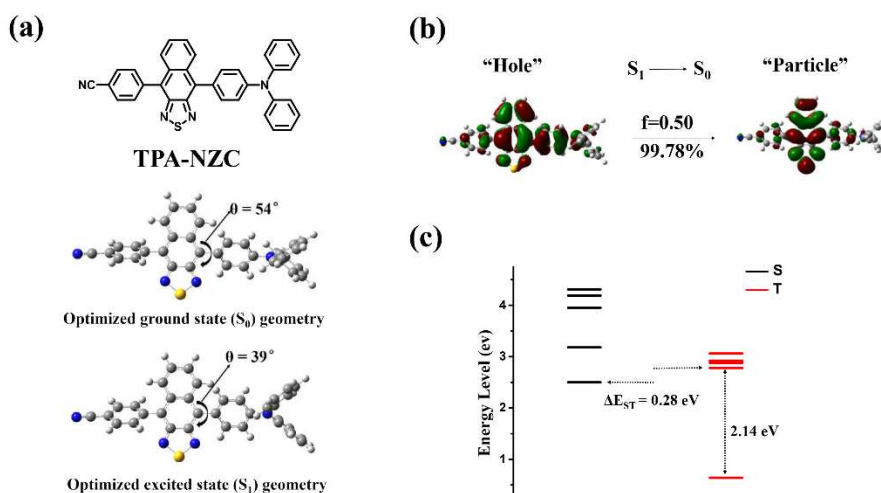 (a)
NC
N
N
N
S
TPA-NZC
θ = 54°
Optimized ground state (S₀) geometry
θ = 39°
Optimized excited state (S₁) geometry
(b)
“Hole” S₁ S₀ “Particle”
f=0.50
99.78%
(c)
S
T
Energy Level (ev)
4
3
2
1
ΔE_ST = 0.28 eV
2.14 eV